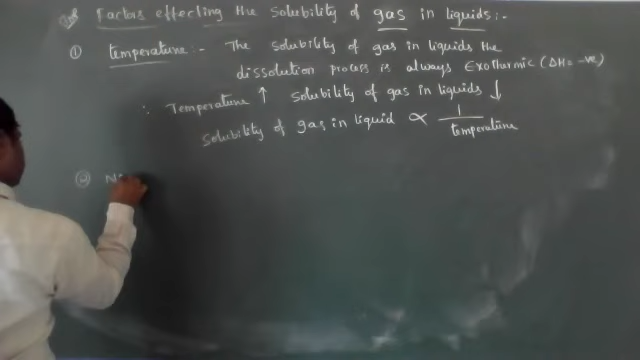 Factors effecting the Solubility of gas in liquids:-
① temperature:- The solubility of gas in liquids the
dissolution process is always Exothermic (ΔH = -ve)
∴ Temperature ↑ Solubility of gas in liquids ↓
Solubility of gas in liquid ∝ 1/temperature
②